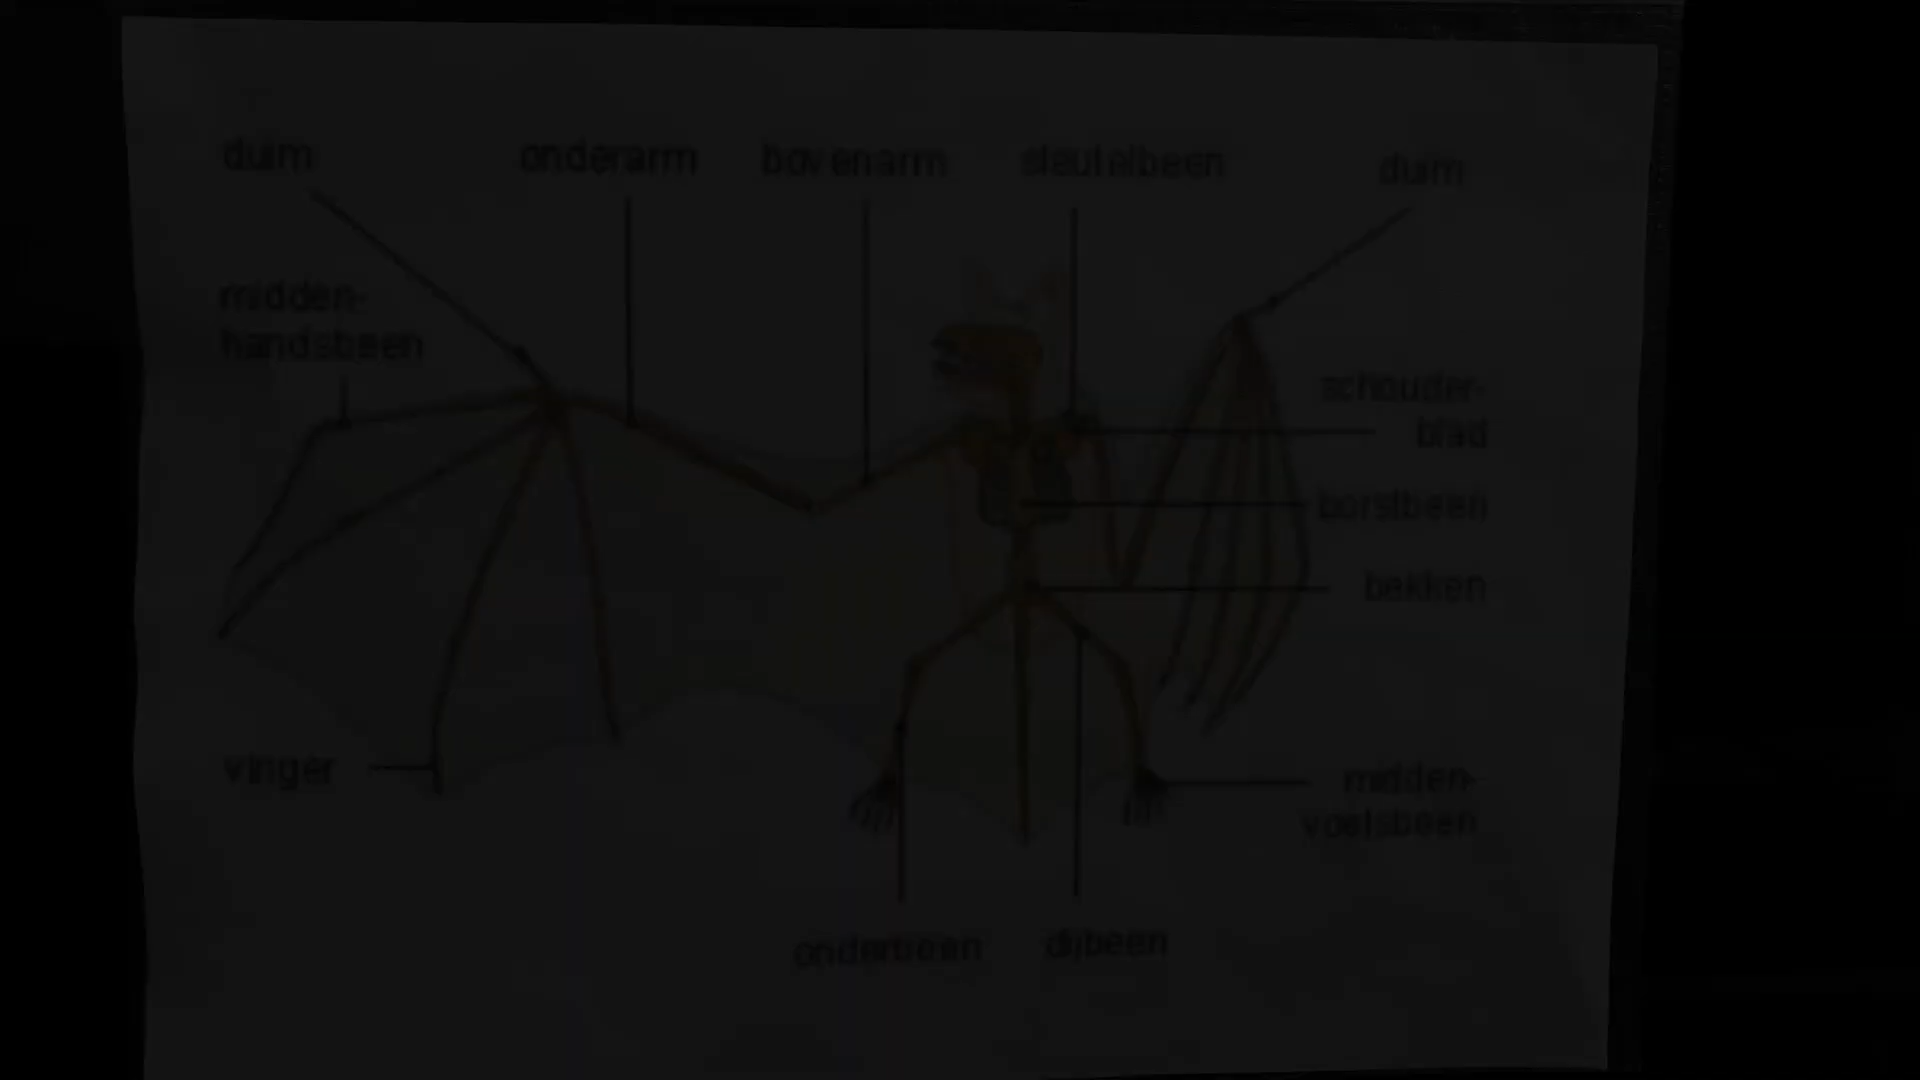 duim onderarm bovenarm sleutelbeen duim
midden-
handsbeen
schouder-
blad
borstbeen
bekken
vinger
midden-
voetsbeen
onderbeen dijbeen